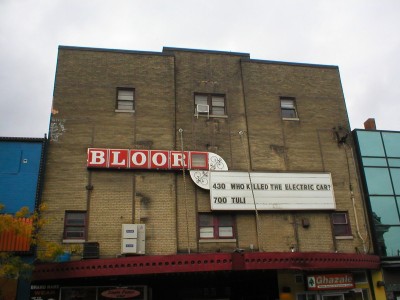 BLOOR
430 WHO KILLED THE ELECTRIC CAR?
700 TULI
Ghazale